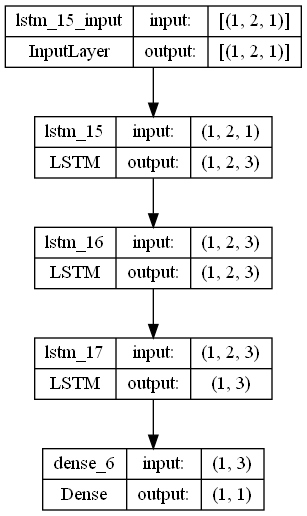 lstm_15_input input: [(1, 2, 1)]
InputLayer output: [(1, 2, 1)]
lstm_15 input: (1, 2, 1)
LSTM output: (1, 2, 3)
lstm_16 input: (1, 2, 3)
LSTM output: (1, 2, 3)
lstm_17 input: (1, 2, 3)
LSTM output: (1, 3)
dense_6 input: (1, 3)
Dense output: (1, 1)